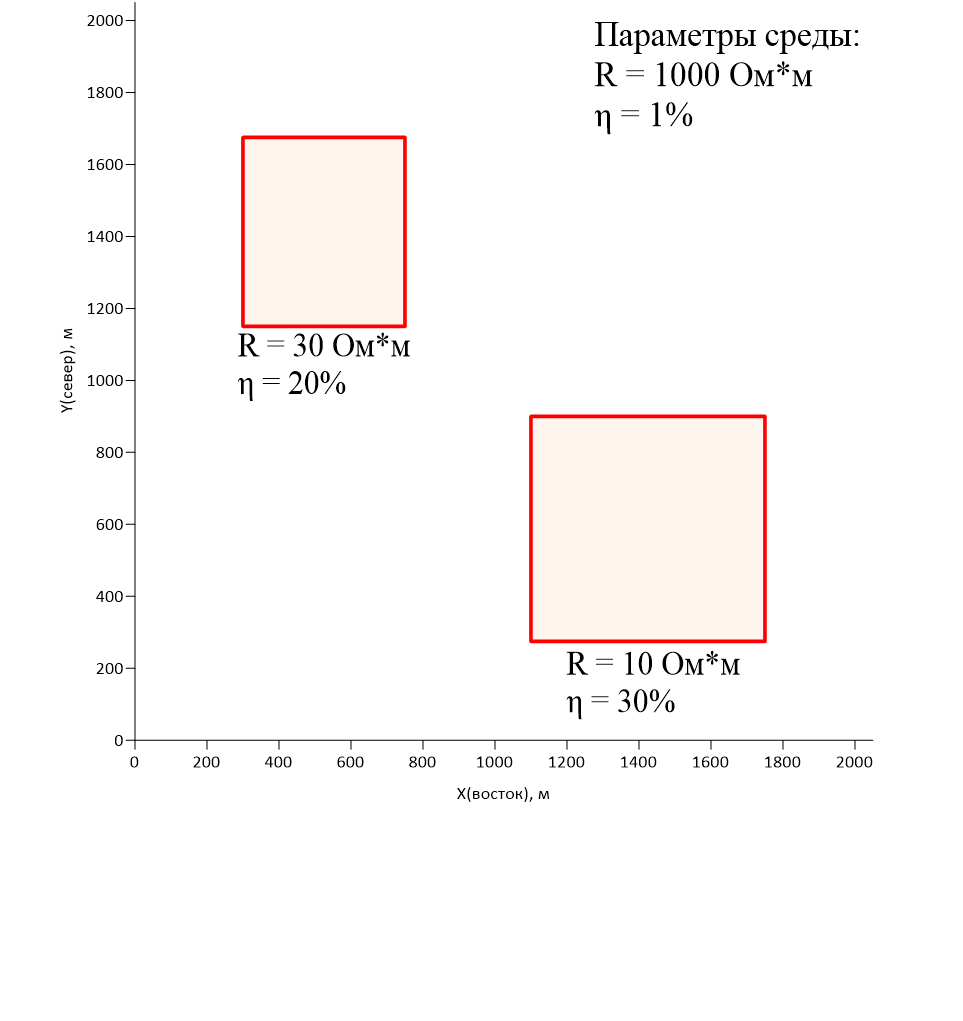 Параметры среды:
R = 1000 Ом*м
η = 1%
2000
1800
1600
1400
1200
1000
800
600
400
200
0
Y(север), м
R = 30 Ом*м
η = 20%
R = 10 Ом*м
η = 30%
0 200 400 600 800 1000 1200 1400 1600 1800 2000
X(восток), м